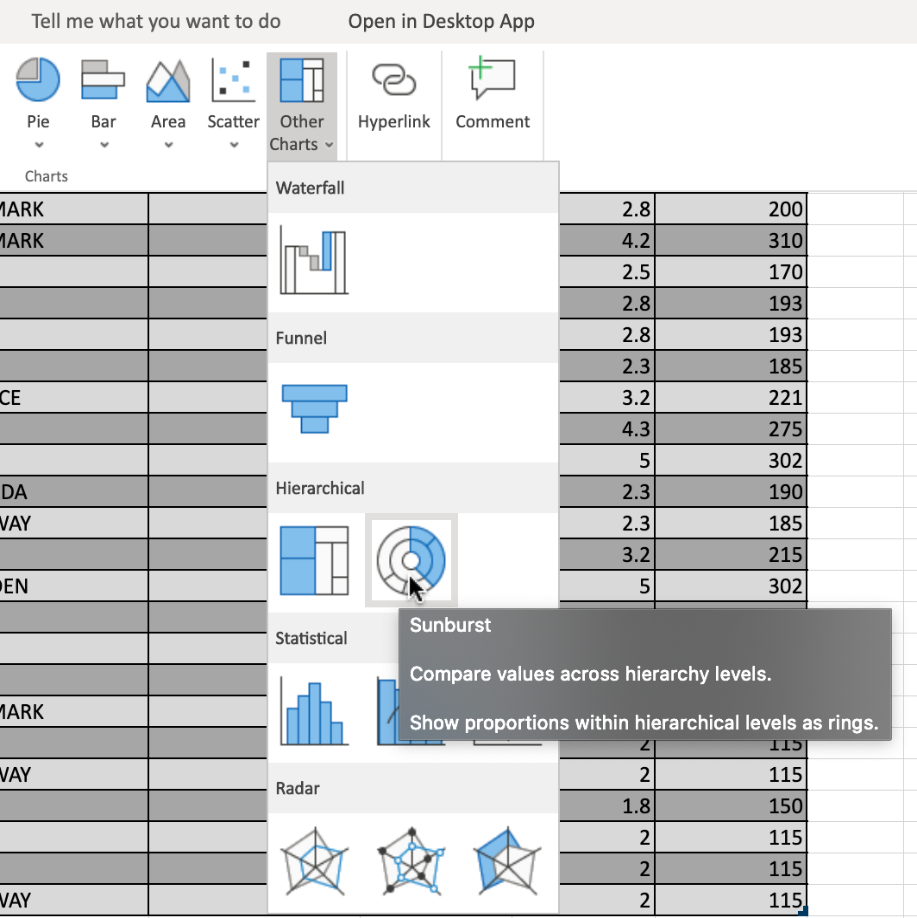 Tell me what you want to do Open in Desktop App
Pie Bar Area Scatter Other Charts Hyperlink Comment
Charts
Waterfall
Funnel
Hierarchical
Statistical
Radar
Sunburst
Compare values across hierarchy levels.
Show proportions within hierarchical levels as rings.
MARK 2.8 200
MARK 4.2 310
2.5 170
2.8 193
2.8 193
2.3 185
CE 3.2 221
4.3 275
5 302
DA 2.3 190
WAY 2.3 185
3.2 215
DEN 5 302
MARK
2 115
WAY 2 115
1.8 150
2 115
2 115
WAY 2 115